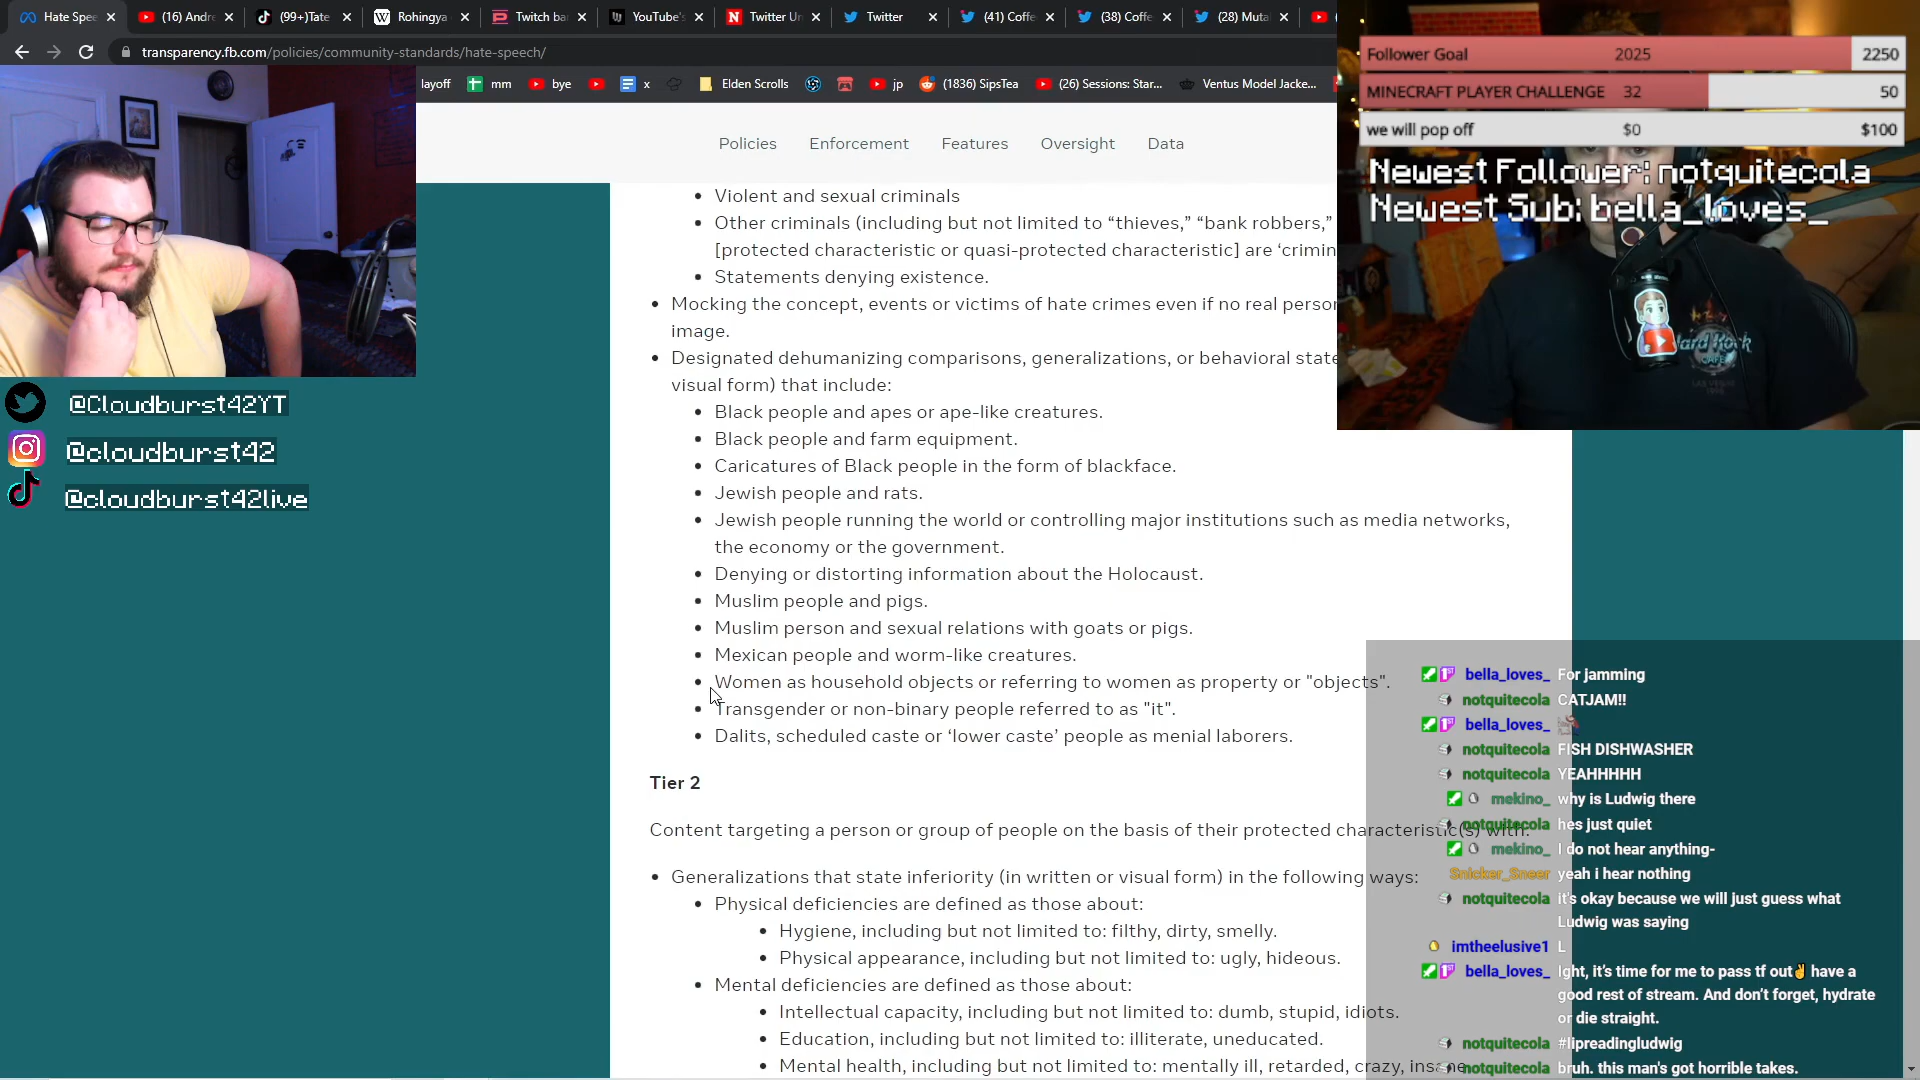 Hate Spee
(16) Andre
(99+)Tate
Rohingya
Twitch ba
YouTube's
Twitter Un
Twitter
(41) Coffe
(38) Coffe
(28) Muta
transparency.fb.com/policies/community-standards/hate-speech/
layoff
mm
bye
x
Elden Scrolls
jp
(1836) SipsTea
(26) Sessions: Star...
Ventus Model Jacke...
Policies Enforcement Features Oversight Data
Follower Goal 2025 2250
MINECRAFT PLAYER CHALLENGE 32 50
we will pop off $0 $100
Newest Follower: notquitecola
Newest Sub: bella_loves_
Hard Rock
CAFE
LAS VEGAS
@Cloudburst42YT
@cloudburst42
@cloudburst42live
• Violent and sexual criminals
• Other criminals (including but not limited to “thieves,” “bank robbers,”
[protected characteristic or quasi-protected characteristic] are ‘crimin
• Statements denying existence.
• Mocking the concept, events or victims of hate crimes even if no real person
image.
• Designated dehumanizing comparisons, generalizations, or behavioral state
visual form) that include:
• Black people and apes or ape-like creatures.
• Black people and farm equipment.
• Caricatures of Black people in the form of blackface.
• Jewish people and rats.
• Jewish people running the world or controlling major institutions such as media networks,
the economy or the government.
• Denying or distorting information about the Holocaust.
• Muslim people and pigs.
• Muslim person and sexual relations with goats or pigs.
• Mexican people and worm-like creatures.
• Women as household objects or referring to women as property or "objects".
• Transgender or non-binary people referred to as "it".
• Dalits, scheduled caste or ‘lower caste’ people as menial laborers.
Tier 2
Content targeting a person or group of people on the basis of their protected characteristic(s) with:
• Generalizations that state inferiority (in written or visual form) in the following ways:
• Physical deficiencies are defined as those about:
• Hygiene, including but not limited to: filthy, dirty, smelly.
• Physical appearance, including but not limited to: ugly, hideous.
• Mental deficiencies are defined as those about:
• Intellectual capacity, including but not limited to: dumb, stupid, idiots.
• Education, including but not limited to: illiterate, uneducated.
• Mental health, including but not limited to: mentally ill, retarded, crazy, insane
bella_loves_ For jamming
notquitecola CATJAM!!
bella_loves_
notquitecola FISH DISHWASHER
notquitecola YEAHHHHH
mekino_ why is Ludwig there
notquitecola hes just quiet
mekino_ I do not hear anything-
Snicker_Sneer yeah i hear nothing
notquitecola it's okay because we will just guess what
Ludwig was saying
imtheelusive1 L
bella_loves_ Ight, it’s time for me to pass tf out✌ have a
good rest of stream. And don’t forget, hydrate
or die straight.
notquitecola #lipreadingludwig
notquitecola bruh. this man's got horrible takes.